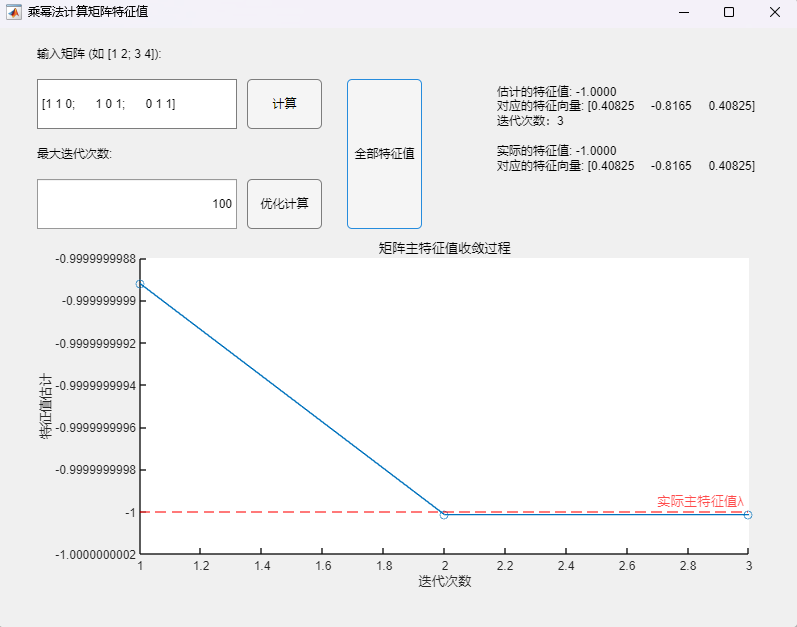 乘幂法计算矩阵特征值
输入矩阵 (如 [1 2; 3 4]):
[1 1 0; 1 0 1; 0 1 1]
计算
最大迭代次数:
100
优化计算
全部特征值
估计的特征值: -1.0000
对应的特征向量: [0.40825 -0.8165 0.40825]
迭代次数: 3
实际的特征值: -1.0000
对应的特征向量: [0.40825 -0.8165 0.40825]
矩阵主特征值收敛过程
-0.9999999988
-0.999999999
-0.9999999992
-0.9999999994
-0.9999999996
-0.9999999998
-1
-1.0000000002
特征值估计
实际主特征值λ
1 1.2 1.4 1.6 1.8 2 2.2 2.4 2.6 2.8 3
迭代次数